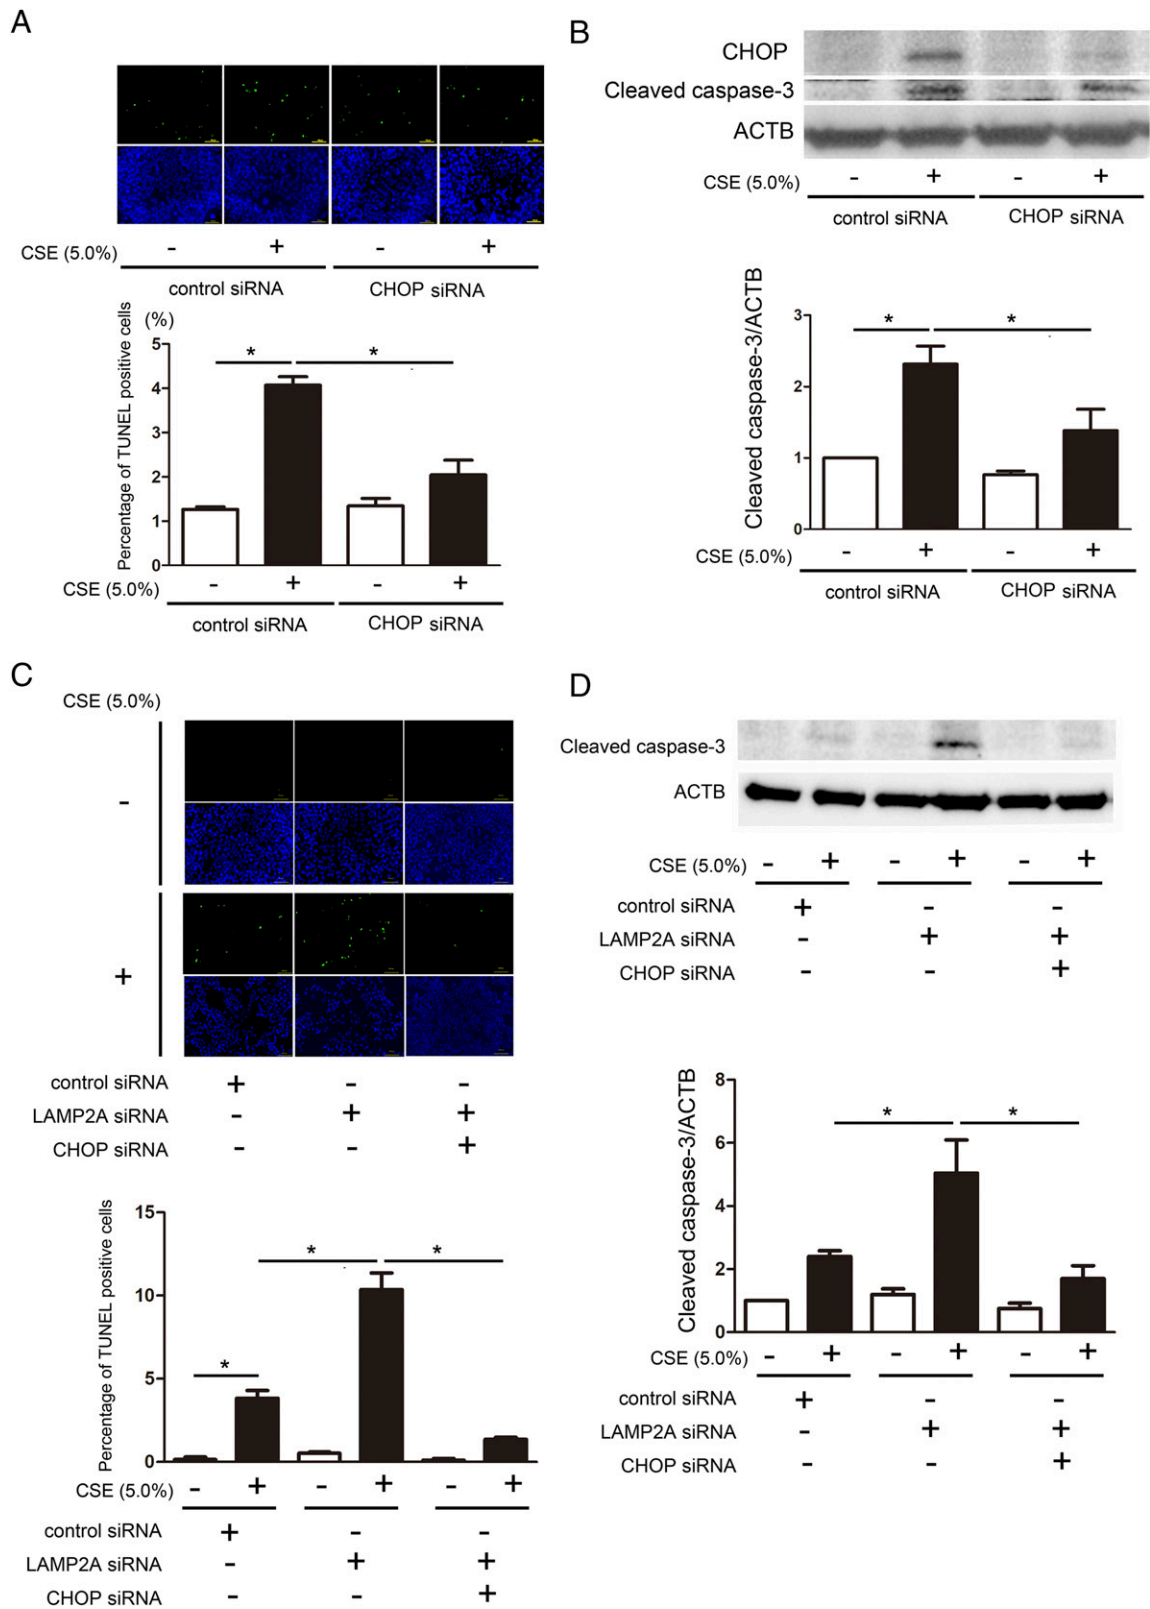 A
CSE (5.0%) - + - +
control siRNA CHOP siRNA
(%)
Percentage of TUNEL positive cells
5
4
3
2
1
0
* *
CSE (5.0%) - + - +
control siRNA CHOP siRNA
B
CHOP
Cleaved caspase-3
ACTB
CSE (5.0%) - + - +
control siRNA CHOP siRNA
Cleaved caspase-3/ACTB
3
2
1
0
* *
CSE (5.0%) - + - +
control siRNA CHOP siRNA
C
CSE (5.0%)
-
+
control siRNA + - -
LAMP2A siRNA - + +
CHOP siRNA - - +
Percentage of TUNEL positive cells
15
10
5
0
* * *
CSE (5.0%) - + - + - +
control siRNA + - -
LAMP2A siRNA - + +
CHOP siRNA - - +
D
Cleaved caspase-3
ACTB
CSE (5.0%) - + - + - +
control siRNA + - -
LAMP2A siRNA - + +
CHOP siRNA - - +
Cleaved caspase-3/ACTB
8
6
4
2
0
* *
CSE (5.0%) - + - + - +
control siRNA + - -
LAMP2A siRNA - + +
CHOP siRNA - - +